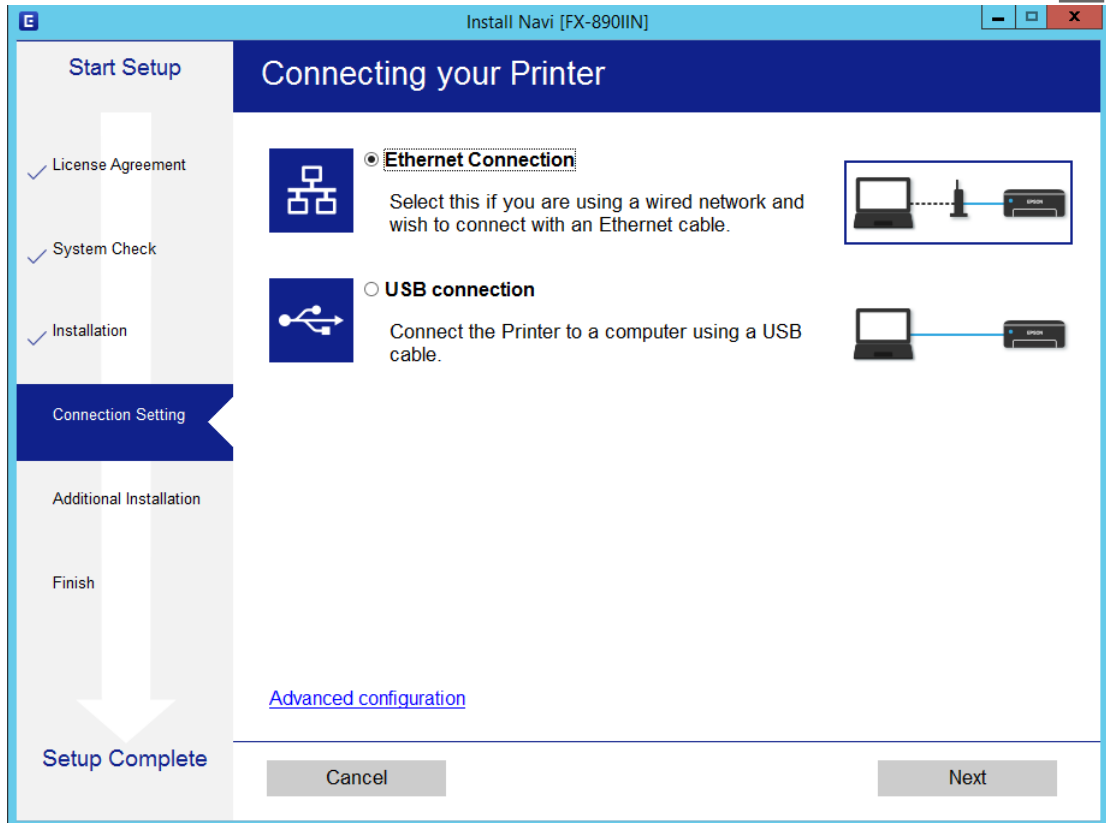 Install Navi [FX-890IIN]
Start Setup
Connecting your Printer
License Agreement
System Check
Installation
Connection Setting
Additional Installation
Finish
Setup Complete
Ethernet Connection
Select this if you are using a wired network and
wish to connect with an Ethernet cable.
EPSON
USB connection
Connect the Printer to a computer using a USB
cable.
EPSON
Advanced configuration
Cancel
Next